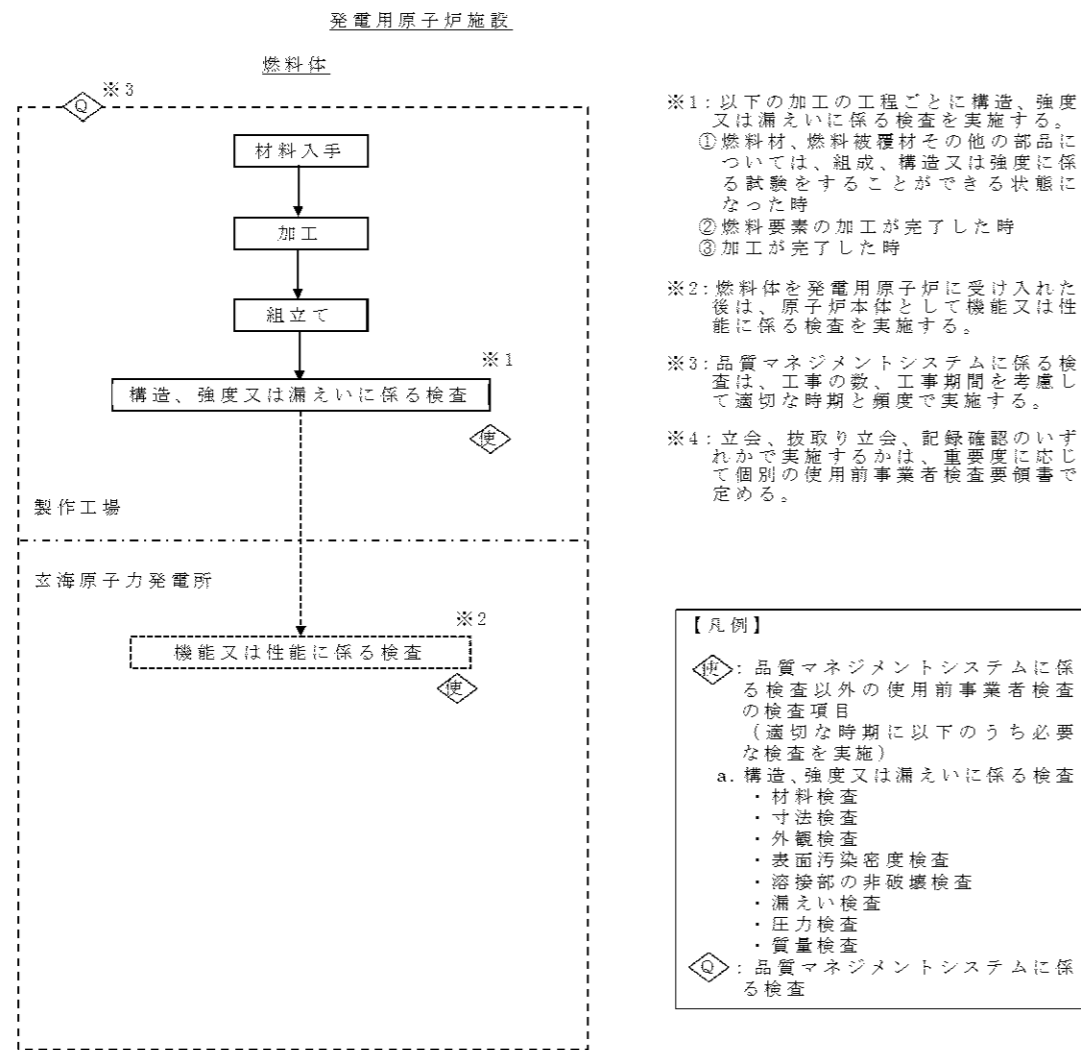 発電用原子炉施設
燃料体
Q
※3
材料入手
加工
組立て
※1
構造、強度又は漏えいに係る検査
使
製作工場
玄海原子力発電所
※2
機能又は性能に係る検査
使
※1:以下の加工の工程ごとに構造、強度
又は漏えいに係る検査を実施する。
①燃料材、燃料被覆材その他の部品に
ついては、組成、構造又は強度に係
る試験をすることができる状態に
なった時
②燃料要素の加工が完了した時
③加工が完了した時
※2:燃料体を発電用原子炉に受け入れた
後は、原子炉本体として機能又は性
能に係る検査を実施する。
※3:品質マネジメントシステムに係る検
査は、工事の数、工事期間を考慮し
て適切な時期と頻度で実施する。
※4:立会、抜取り立会、記録確認のいず
れかで実施するかは、重要度に応じ
て個別の使用前事業者検査要領書で
定める。
【凡例】
使:品質マネジメントシステムに係
る検査以外の使用前事業者検査
の検査項目
(適切な時期に以下のうち必要
な検査を実施)
a.構造、強度又は漏えいに係る検査
・材料検査
・寸法検査
・外観検査
・表面汚染密度検査
・溶接部の非破壊検査
・漏えい検査
・圧力検査
・質量検査
Q:品質マネジメントシステムに係
る検査